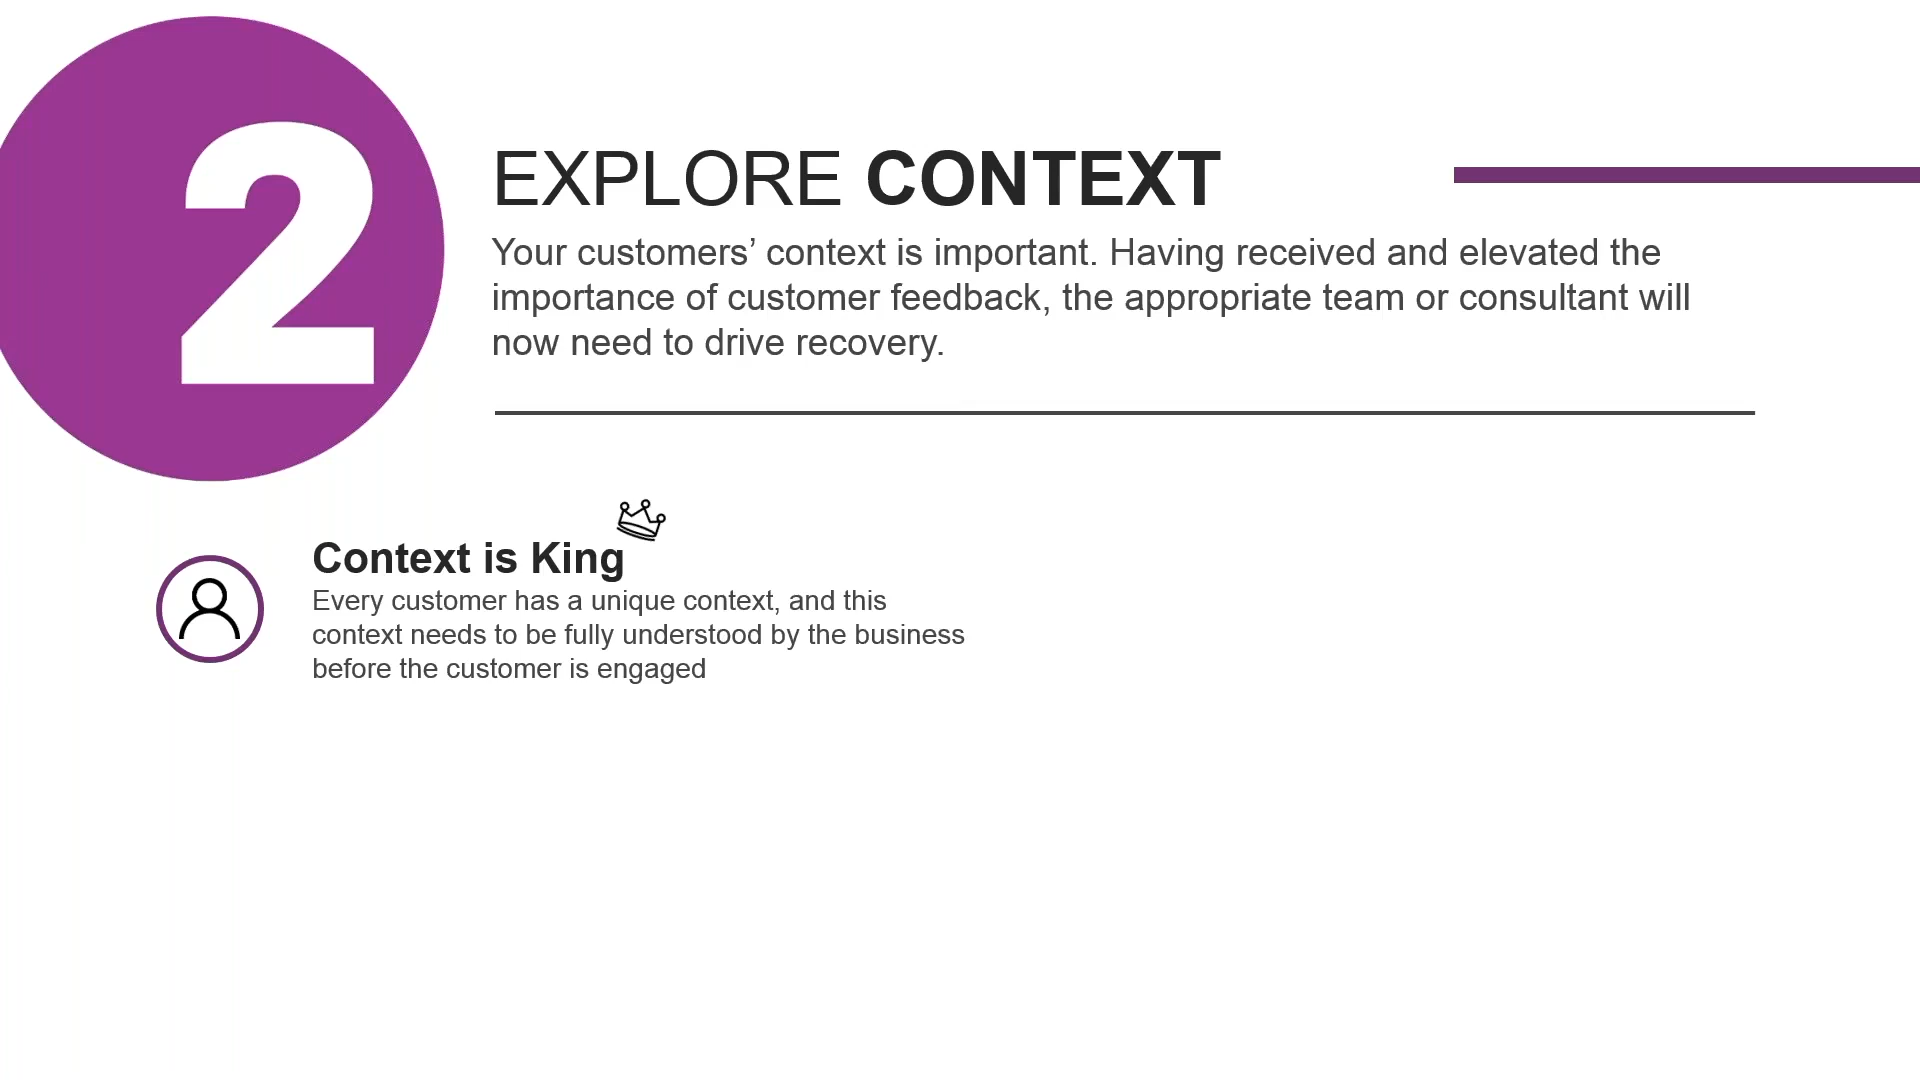 2
EXPLORE CONTEXT
Your customers’ context is important. Having received and elevated the
importance of customer feedback, the appropriate team or consultant will
now need to drive recovery.
Context is King
Every customer has a unique context, and this
context needs to be fully understood by the business
before the customer is engaged